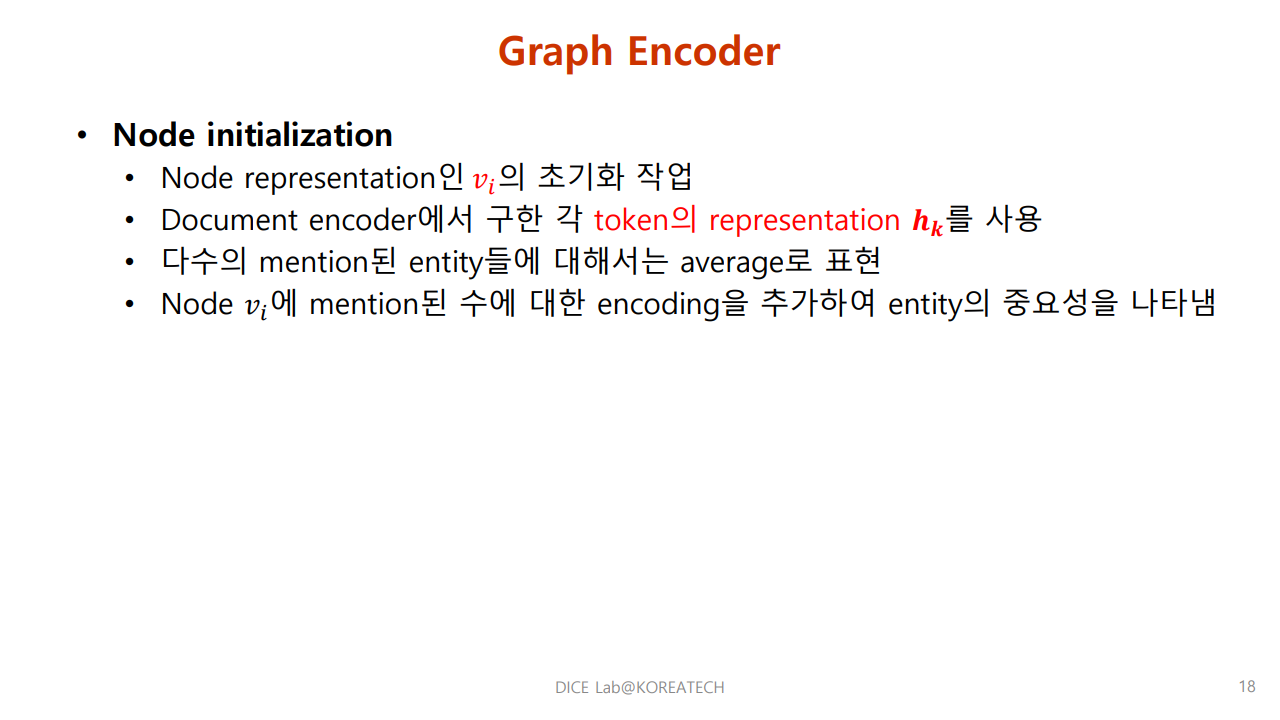 Graph Encoder
• Node initialization
• Node representation인 𝑣ᵢ의 초기화 작업
• Document encoder에서 구한 각 token의 representation 𝒉ₖ를 사용
• 다수의 mention된 entity들에 대해서는 average로 표현
• Node 𝑣ᵢ에 mention된 수에 대한 encoding을 추가하여 entity의 중요성을 나타냄
DICE Lab@KOREATECH
18